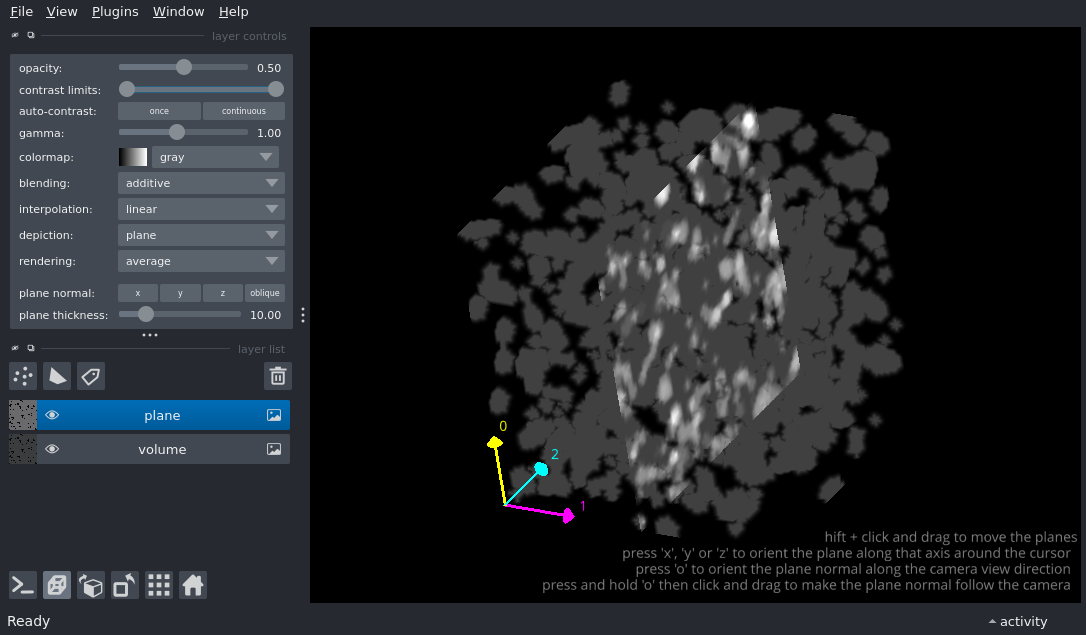 File View Plugins Window Help
layer controls
opacity: 0.50
contrast limits:
auto-contrast: once continuous
gamma: 1.00
colormap: gray
blending: additive
interpolation: linear
depiction: plane
rendering: average
plane normal: x y z oblique
plane thickness: 10.00
layer list
plane
volume
0
2
1
hift + click and drag to move the planes
press 'x', 'y' or 'z' to orient the plane along that axis around the cursor
press 'o' to orient the plane normal along the camera view direction
press and hold 'o' then click and drag to make the plane normal follow the camera
Ready activity